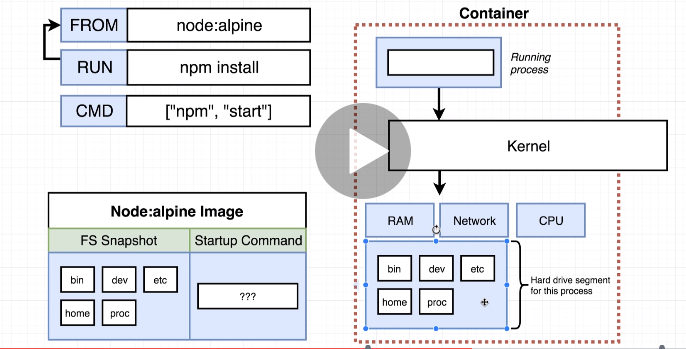 FROM node:alpine
RUN npm install
CMD ["npm", "start"]
Node:alpine Image
FS Snapshot Startup Command
bin dev etc
home proc
???
Container
Running
process
Kernel
RAM Network CPU
bin dev etc
home proc
Hard drive segment
for this process